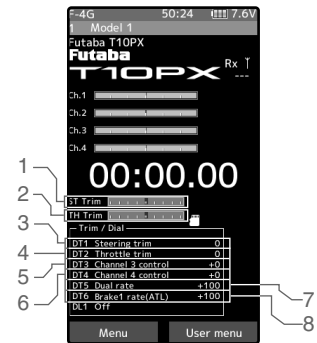 F-4G 50:24 7.6V
1 Model 1
Futaba T10PX
Futaba
T10PX
Rx
---
Ch.1
Ch.2
Ch.3
Ch.4
00:00.00
1
ST Trim
2
TH Trim
Trim / Dial
3
DT1 Steering trim 0
4
DT2 Throttle trim 0
5
DT3 Channel 3 control +0
6
DT4 Channel 4 control +0
DT5 Dual rate +100
7
DT6 Brake1 rate(ATL) +100
8
DL1 Off
Menu User menu